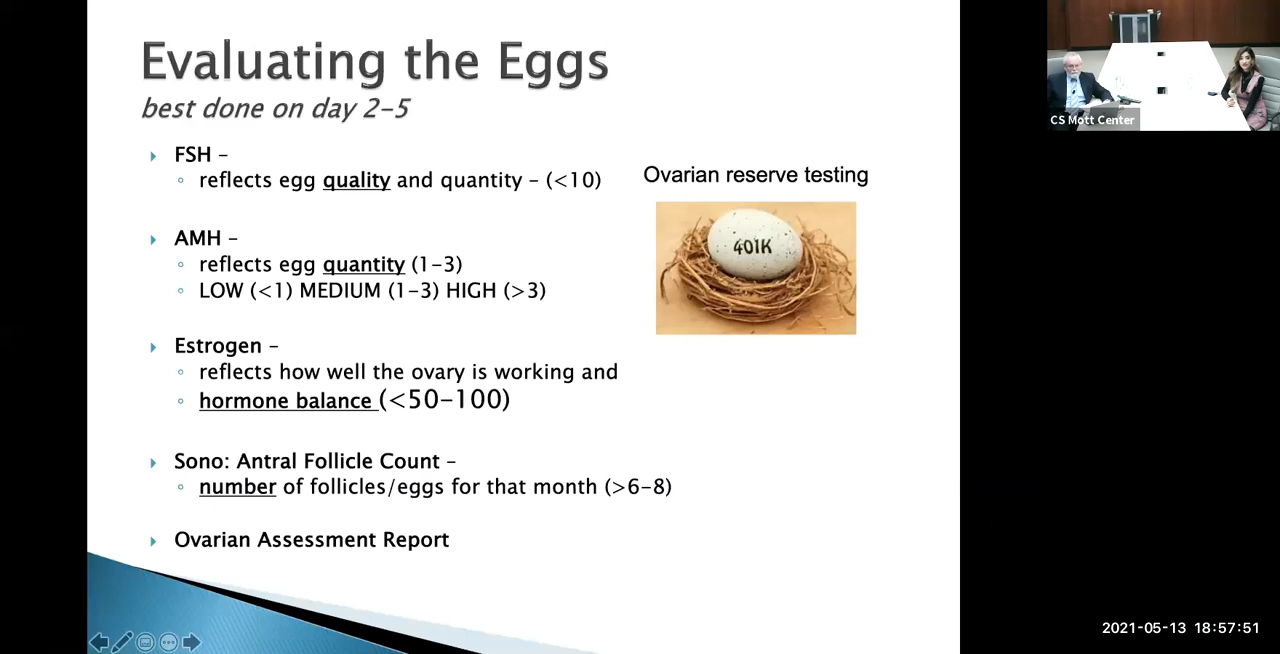 Evaluating the Eggs
best done on day 2-5
FSH –
reflects egg quality and quantity – (<10)
AMH –
reflects egg quantity (1-3)
LOW (<1) MEDIUM (1-3) HIGH (>3)
Estrogen –
reflects how well the ovary is working and
hormone balance (<50-100)
Sono: Antral Follicle Count –
number of follicles/eggs for that month (>6-8)
Ovarian Assessment Report
Ovarian reserve testing
401K
CS Mott Center
2021-05-13 18:57:51